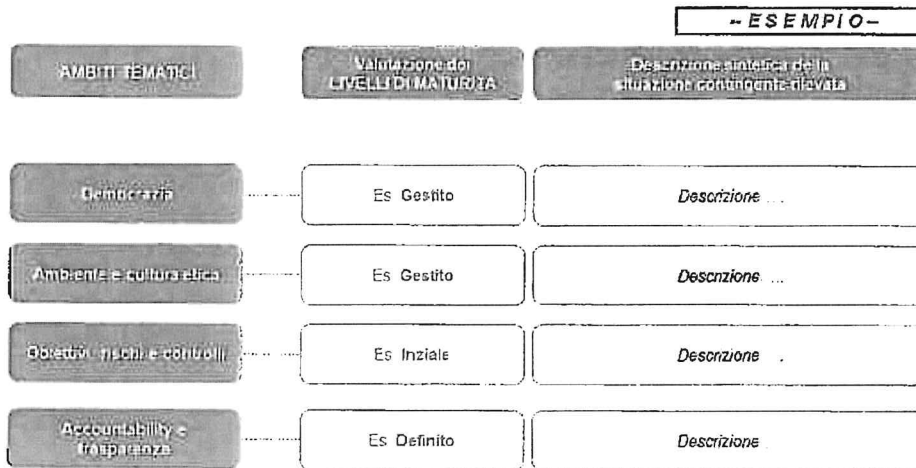 - ESEMPIO -
AMBITI TEMATICI
Valutazione dei
LIVELLI DI MATURITÀ
Descrizione sintetica della
situazione contingente rilevata
Democrazia
Es Gestito
Descrizione ...
Ambiente e cultura etica
Es Gestito
Descrizione ...
Obiettivi, rischi e controlli
Es Inziale
Descrizione .
Accountability e
trasparenza
Es Definito
Descrizione